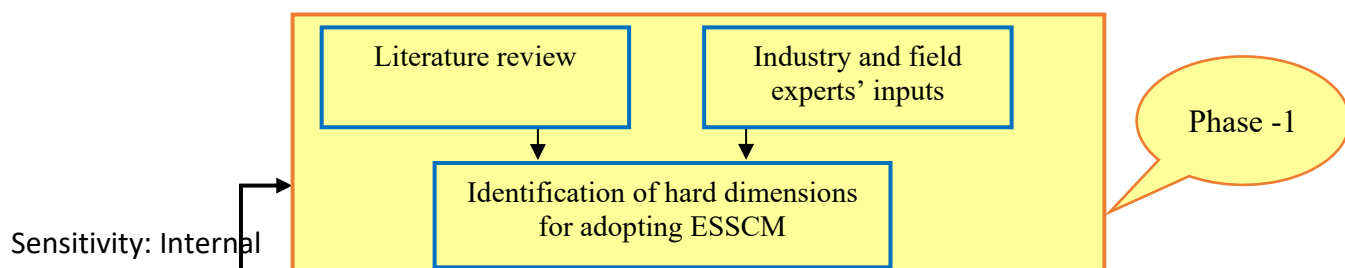 Literature review
Industry and field
experts’ inputs
Phase -1
Identification of hard dimensions
for adopting ESSCM
Sensitivity: Internal